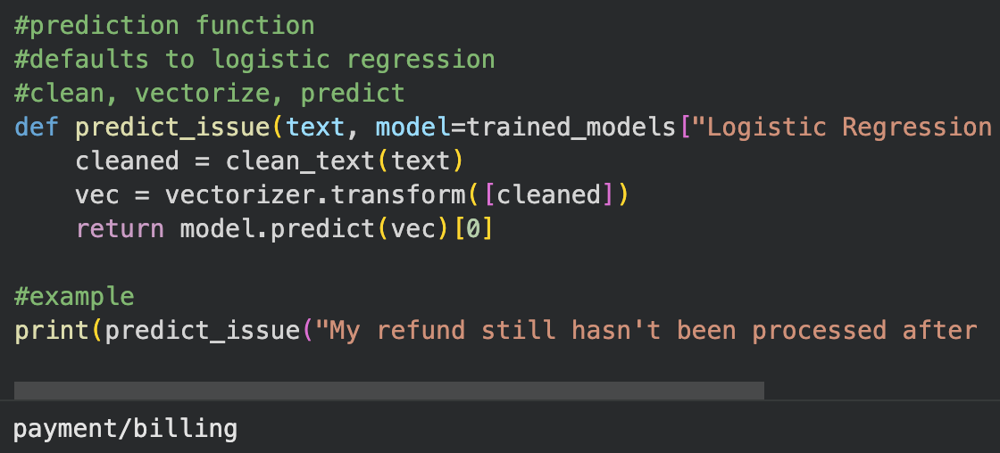 #prediction function
#defaults to logistic regression
#clean, vectorize, predict
def predict_issue(text, model=trained_models["Logistic Regression
    cleaned = clean_text(text)
    vec = vectorizer.transform([cleaned])
    return model.predict(vec)[0]
#example
print(predict_issue("My refund still hasn't been processed after
payment/billing